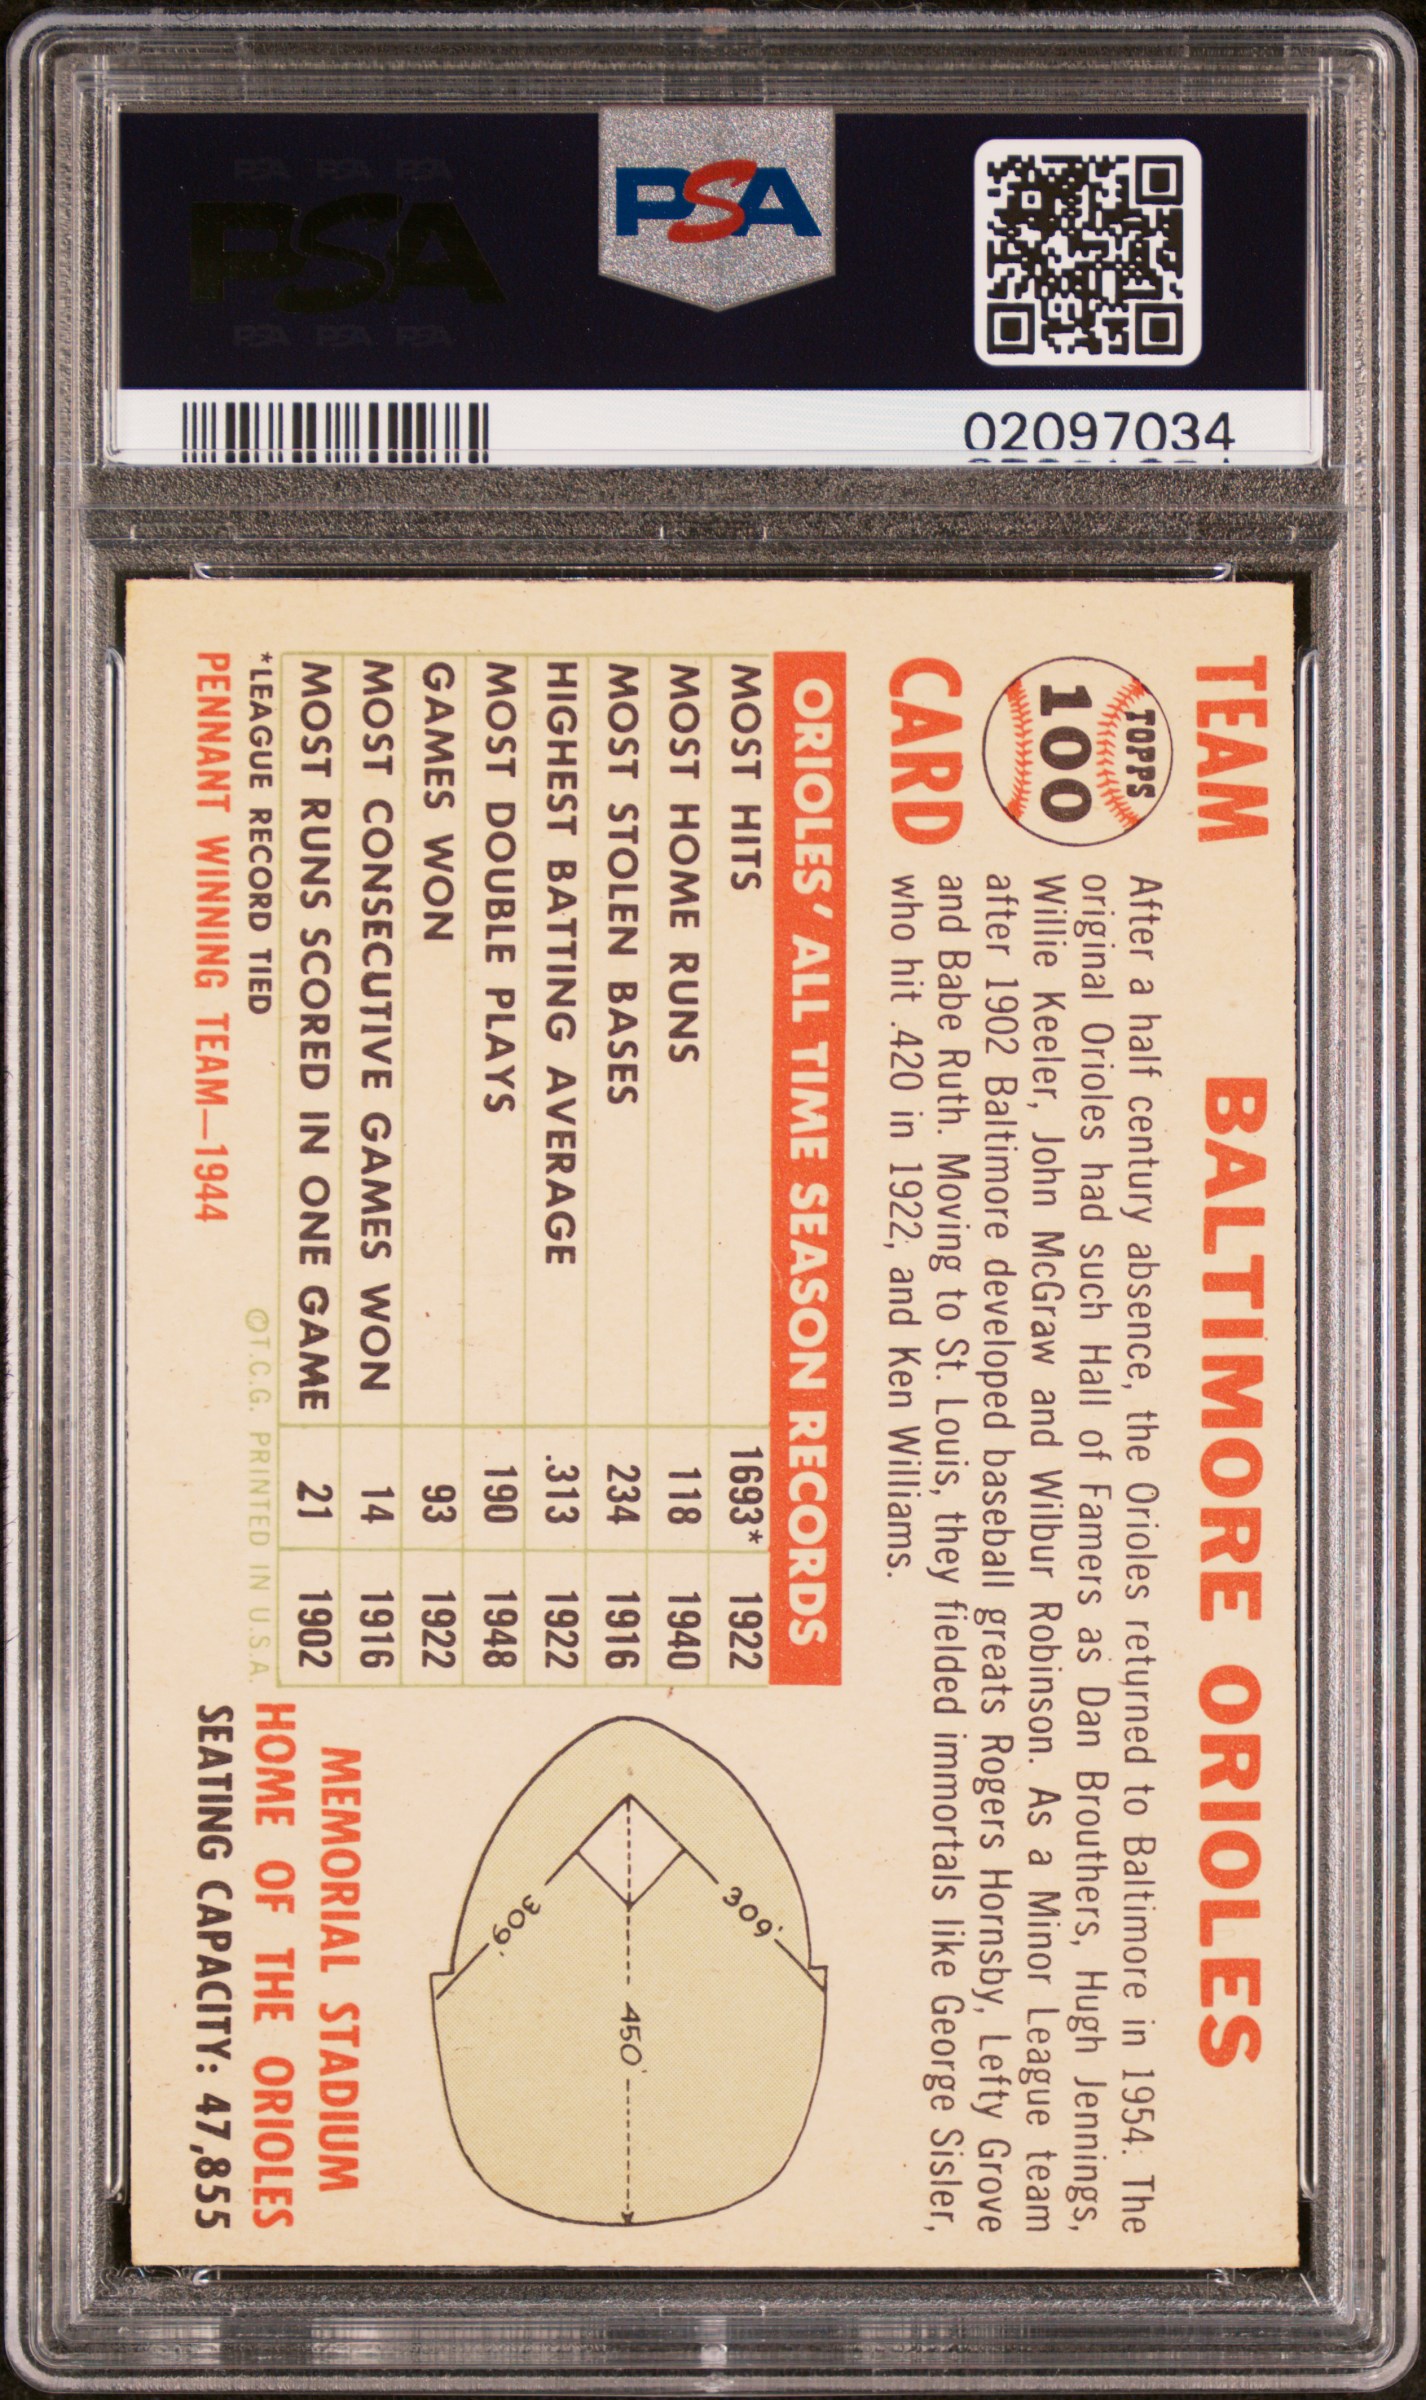 PSA
PSA PSA PSA
PSA
PSA PSA PSA
02097034
TEAM
TOPPS
100
CARD
BALTIMORE ORIOLES
After a half century absence, the Orioles returned to Baltimore in 1954. The
original Orioles had such Hall of Famers as Dan Brouthers, Hugh Jennings,
Willie Keeler, John McGraw and Wilbur Robinson. As a Minor League team
after 1902 Baltimore developed baseball greats Rogers Hornsby, Lefty Grove
and Babe Ruth. Moving to St. Louis, they fielded immortals like George Sisler,
who hit .420 in 1922, and Ken Williams.
ORIOLES' ALL TIME SEASON RECORDS
MOST HITS 1693* 1922
MOST HOME RUNS 118 1940
MOST STOLEN BASES 234 1916
HIGHEST BATTING AVERAGE .313 1922
MOST DOUBLE PLAYS 190 1948
GAMES WON 93 1922
MOST CONSECUTIVE GAMES WON 14 1916
MOST RUNS SCORED IN ONE GAME 21 1902
*LEAGUE RECORD TIED
©T.C.G. PRINTED IN U.S.A.
PENNANT WINNING TEAM—1944
309'
450'
309'
MEMORIAL STADIUM
HOME OF THE ORIOLES
SEATING CAPACITY: 47,855